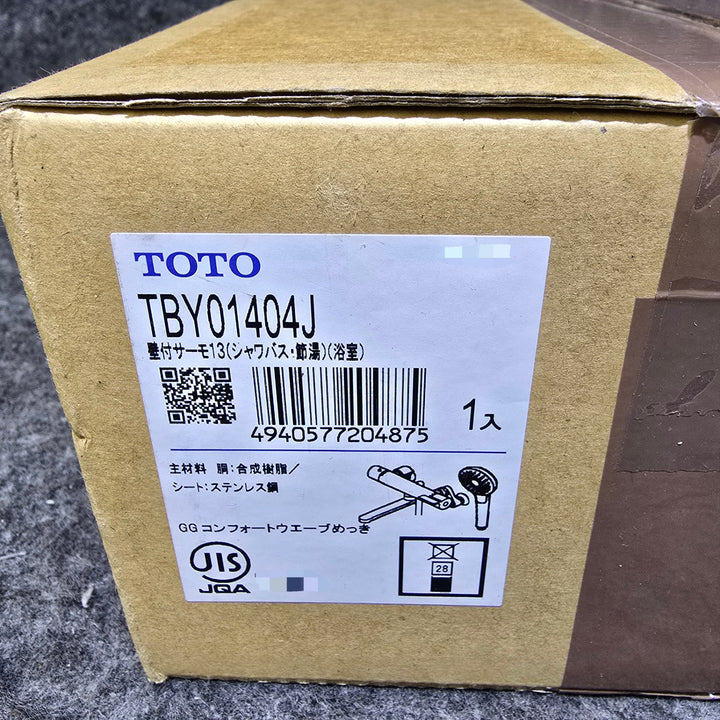 TOTO
TBY01404J
壁付サーモ13(シャワバス・節湯)(浴室)
4940577204875
1入
主材料 胴:合成樹脂/
シート:ステンレス鋼
GGコンフォートウエーブめっき
JIS
JQA
28